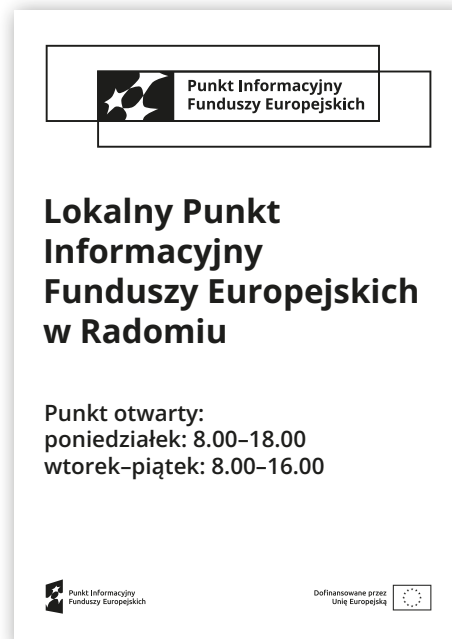 Punkt Informacyjny
Funduszy Europejskich
Lokalny Punkt
Informacyjny
Funduszy Europejskich
w Radomiu
Punkt otwarty:
poniedziałek: 8.00–18.00
wtorek–piątek: 8.00–16.00
Punkt Informacyjny
Funduszy Europejskich
Dofinansowane przez
Unię Europejską